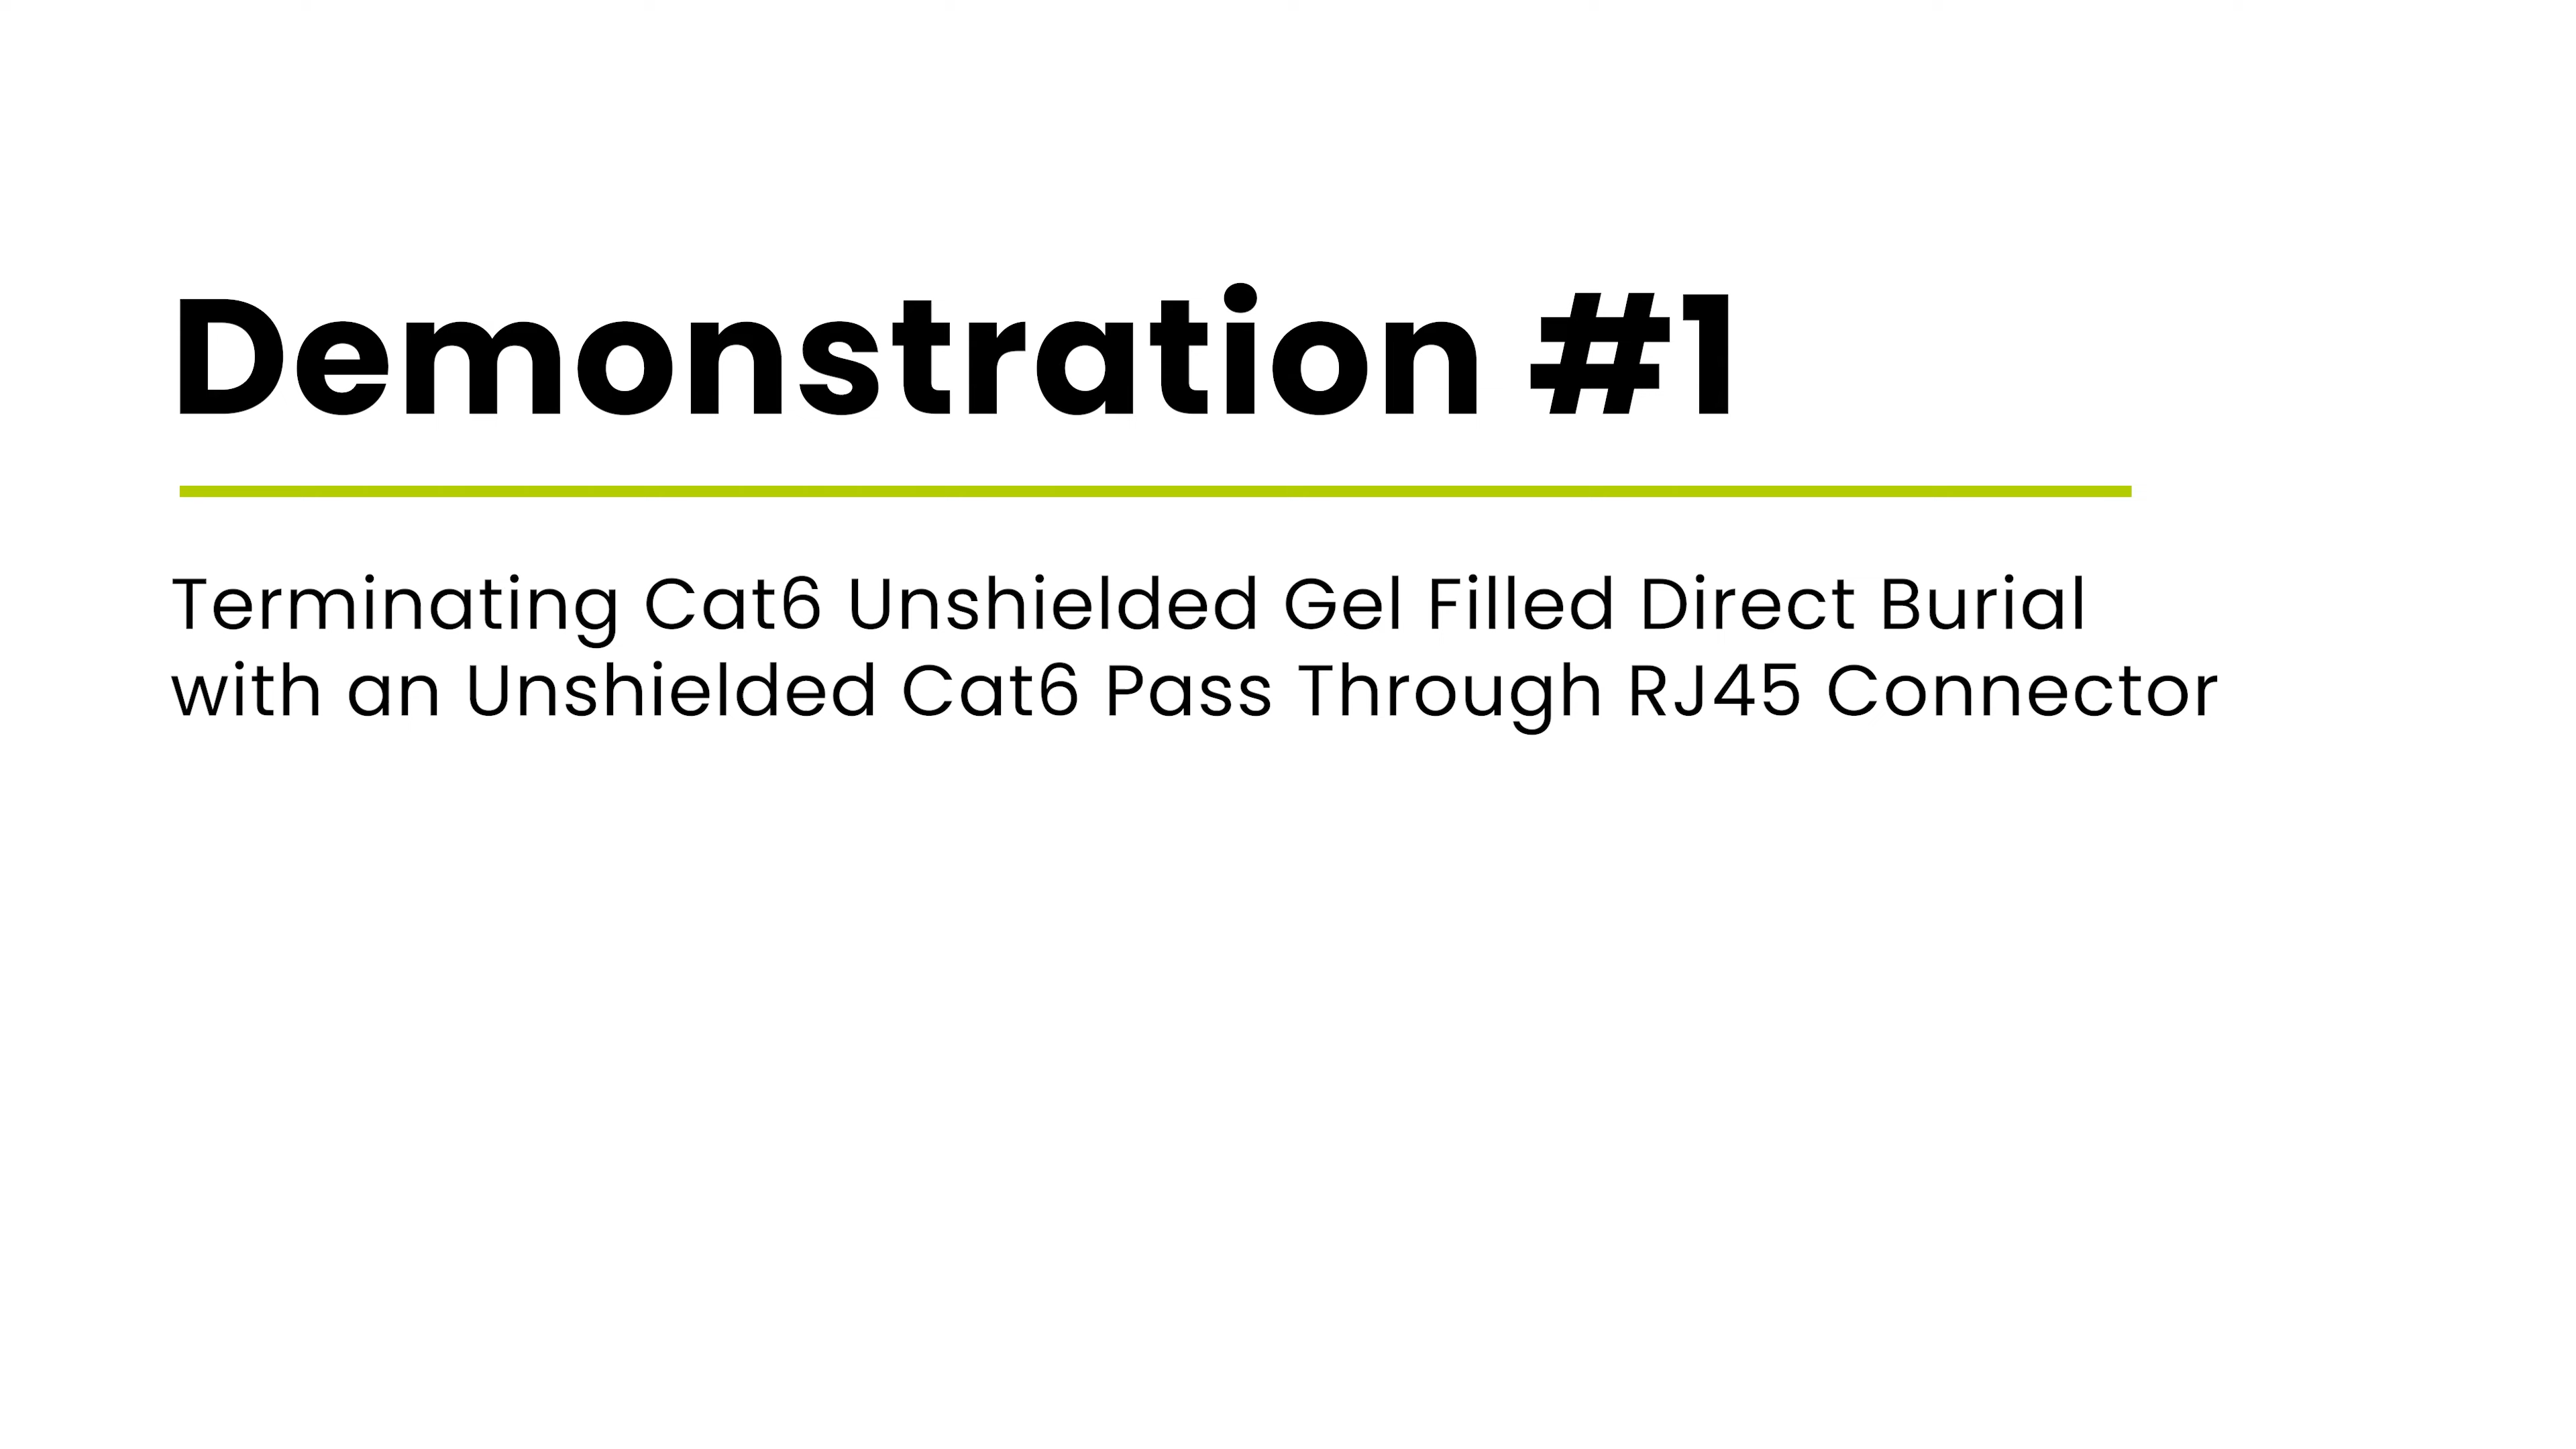 Demonstration #1
Terminating Cat6 Unshielded Gel Filled Direct Burial
with an Unshielded Cat6 Pass Through RJ45 Connector